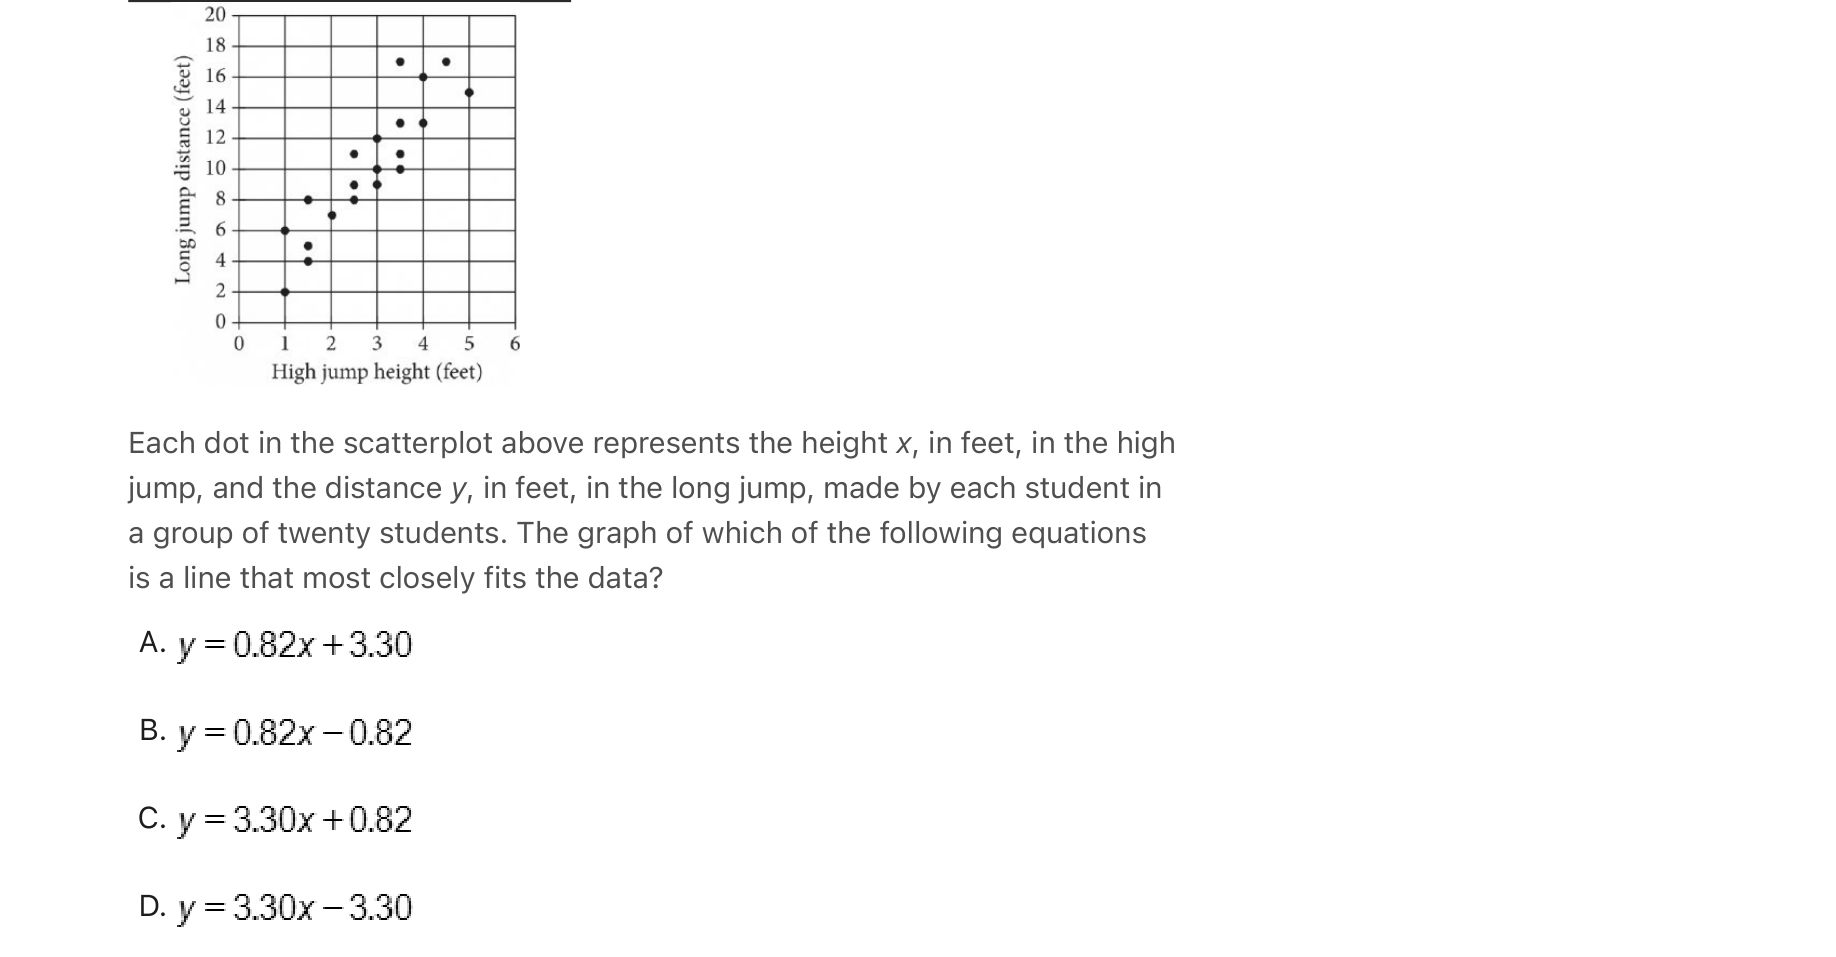 20
18
16
14
12
10
8
6
4
2
0
Long jump distance (feet)
0 1 2 3 4 5 6
High jump height (feet)
Each dot in the scatterplot above represents the height x, in feet, in the high
jump, and the distance y, in feet, in the long jump, made by each student in
a group of twenty students. The graph of which of the following equations
is a line that most closely fits the data?
A. y = 0.82x + 3.30
B. y = 0.82x − 0.82
C. y = 3.30x + 0.82
D. y = 3.30x − 3.30